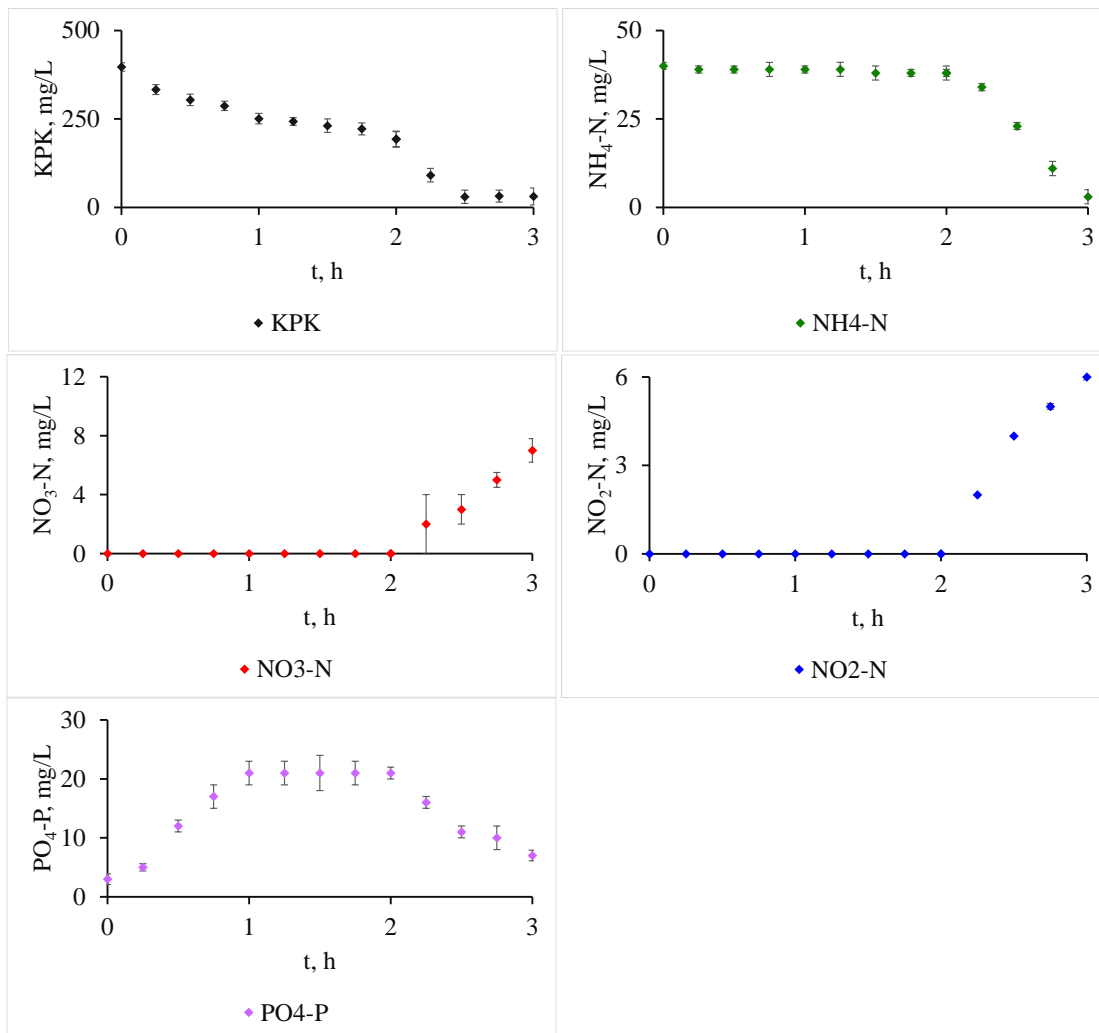 500
250
0
KPK, mg/L
0 1 2 3
t, h
KPK
50
25
0
NH₄-N, mg/L
0 1 2 3
t, h
NH4-N
12
8
4
0
NO₃-N, mg/L
0 1 2 3
t, h
NO3-N
6
3
0
NO₂-N, mg/L
0 1 2 3
t, h
NO2-N
30
20
10
0
PO₄-P, mg/L
0 1 2 3
t, h
PO4-P